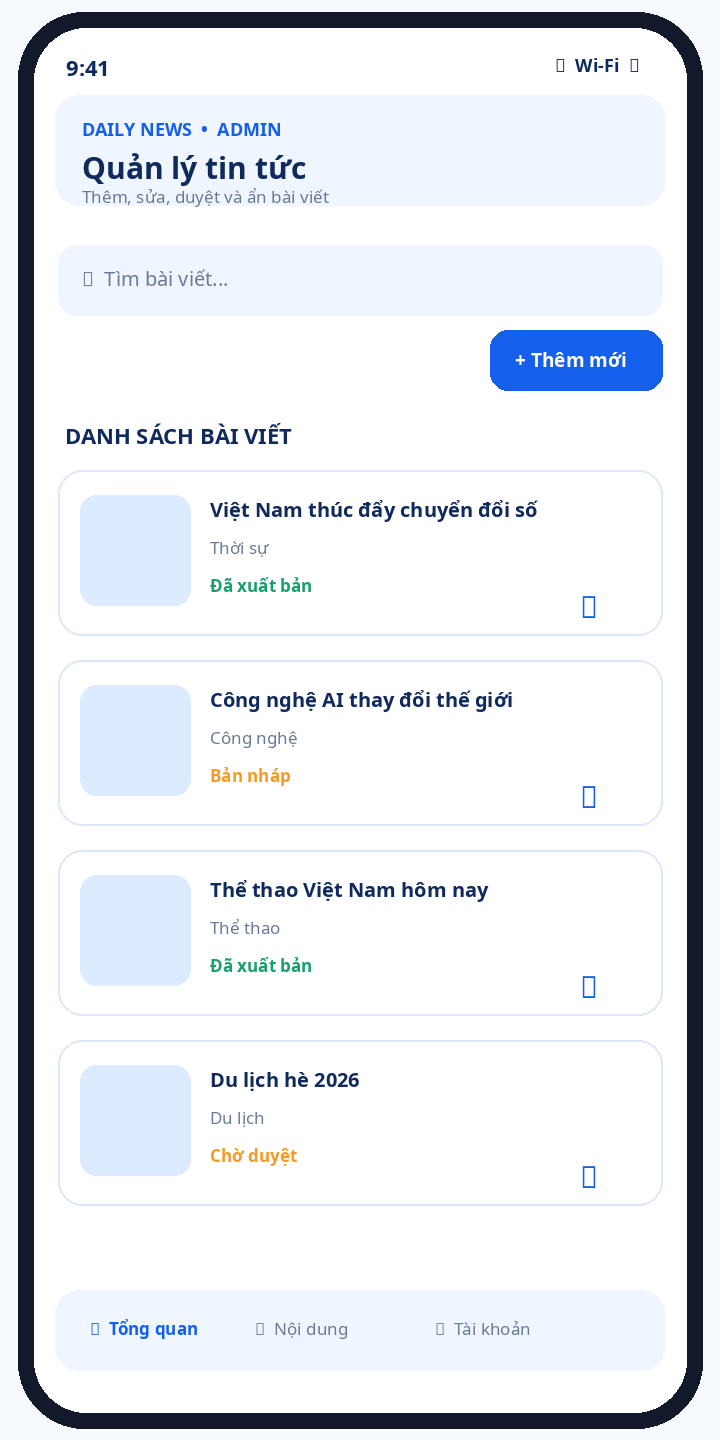 9:41
Wi-Fi
DAILY NEWS • ADMIN
Quản lý tin tức
Thêm, sửa, duyệt và ẩn bài viết
Tìm bài viết...
+ Thêm mới
DANH SÁCH BÀI VIẾT
Việt Nam thúc đẩy chuyển đổi số
Thời sự
Đã xuất bản
Công nghệ AI thay đổi thế giới
Công nghệ
Bản nháp
Thể thao Việt Nam hôm nay
Thể thao
Đã xuất bản
Du lịch hè 2026
Du lịch
Chờ duyệt
Tổng quan
Nội dung
Tài khoản